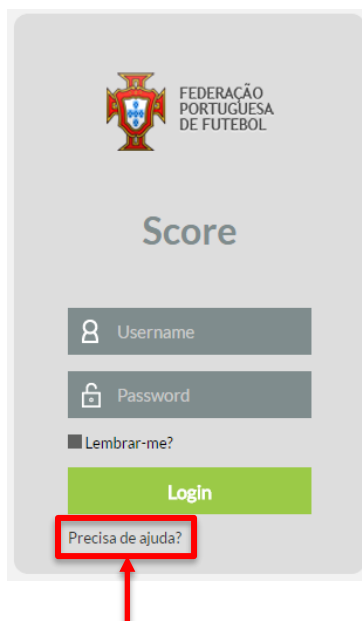 FEDERAÇÃO
PORTUGUESA
DE FUTEBOL
Score
Username
Password
Lembrar-me?
Login
Precisa de ajuda?